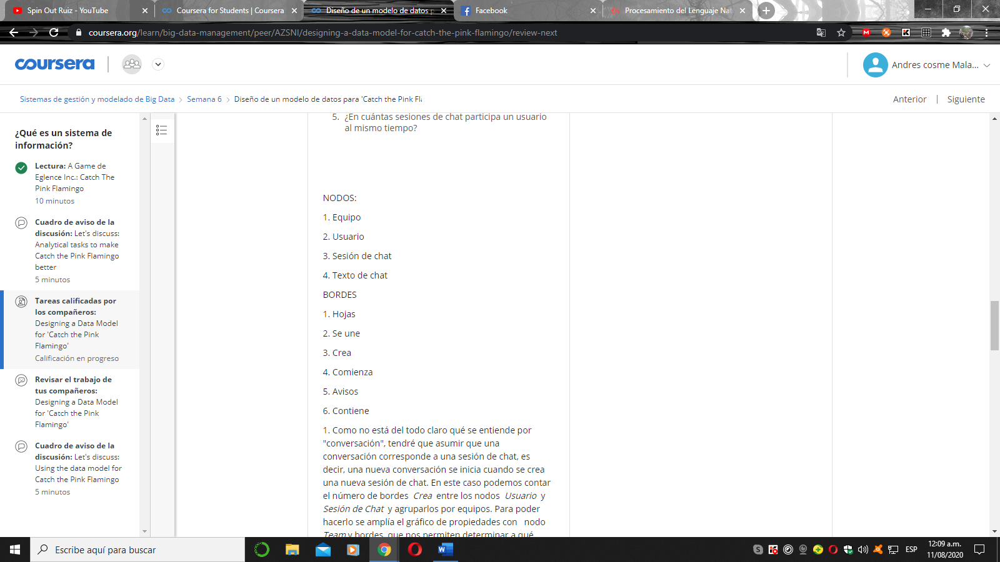 Spin Out Ruiz - YouTube
Coursera for Students | Coursera
Diseño de un modelo de datos p
Facebook
Procesamiento del Lenguaje Nat
coursera.org/learn/big-data-management/peer/AZSNI/designing-a-data-model-for-catch-the-pink-flamingo/review-next
coursera
Andres cosme Mala...
Sistemas de gestión y modelado de Big Data > Semana 6 > Diseño de un modelo de datos para 'Catch the Pink Fla
Anterior | Siguiente
¿Qué es un sistema de
información?
Lectura: A Game de
Eglence Inc.: Catch The
Pink Flamingo
10 minutos
Cuadro de aviso de la
discusión: Let's discuss:
Analytical tasks to make
Catch the Pink Flamingo
better
5 minutos
Tareas calificadas por
los compañeros:
Designing a Data Model
for 'Catch the Pink
Flamingo'
Calificación en progreso
Revisar el trabajo de
tus compañeros:
Designing a Data Model
for 'Catch the Pink
Flamingo'
Cuadro de aviso de la
discusión: Let's discuss:
Using the data model for
Catch the Pink Flamingo
5 minutos
5. ¿En cuántas sesiones de chat participa un usuario
al mismo tiempo?
NODOS:
1. Equipo
2. Usuario
3. Sesión de chat
4. Texto de chat
BORDES
1. Hojas
2. Se une
3. Crea
4. Comienza
5. Avisos
6. Contiene
1. Como no está del todo claro qué se entiende por
"conversación", tendré que asumir que una
conversación corresponde a una sesión de chat, es
decir, una nueva conversación se inicia cuando se crea
una nueva sesión de chat. En este caso podemos contar
el número de bordes Crea entre los nodos Usuario y
Sesión de Chat y agruparlos por equipos. Para poder
hacerlo se amplía el gráfico de propiedades con nodo
Team y bordes, que nos permiten determinar a qué
Escribe aquí para buscar
ESP
12:09 a.m.
11/08/2020